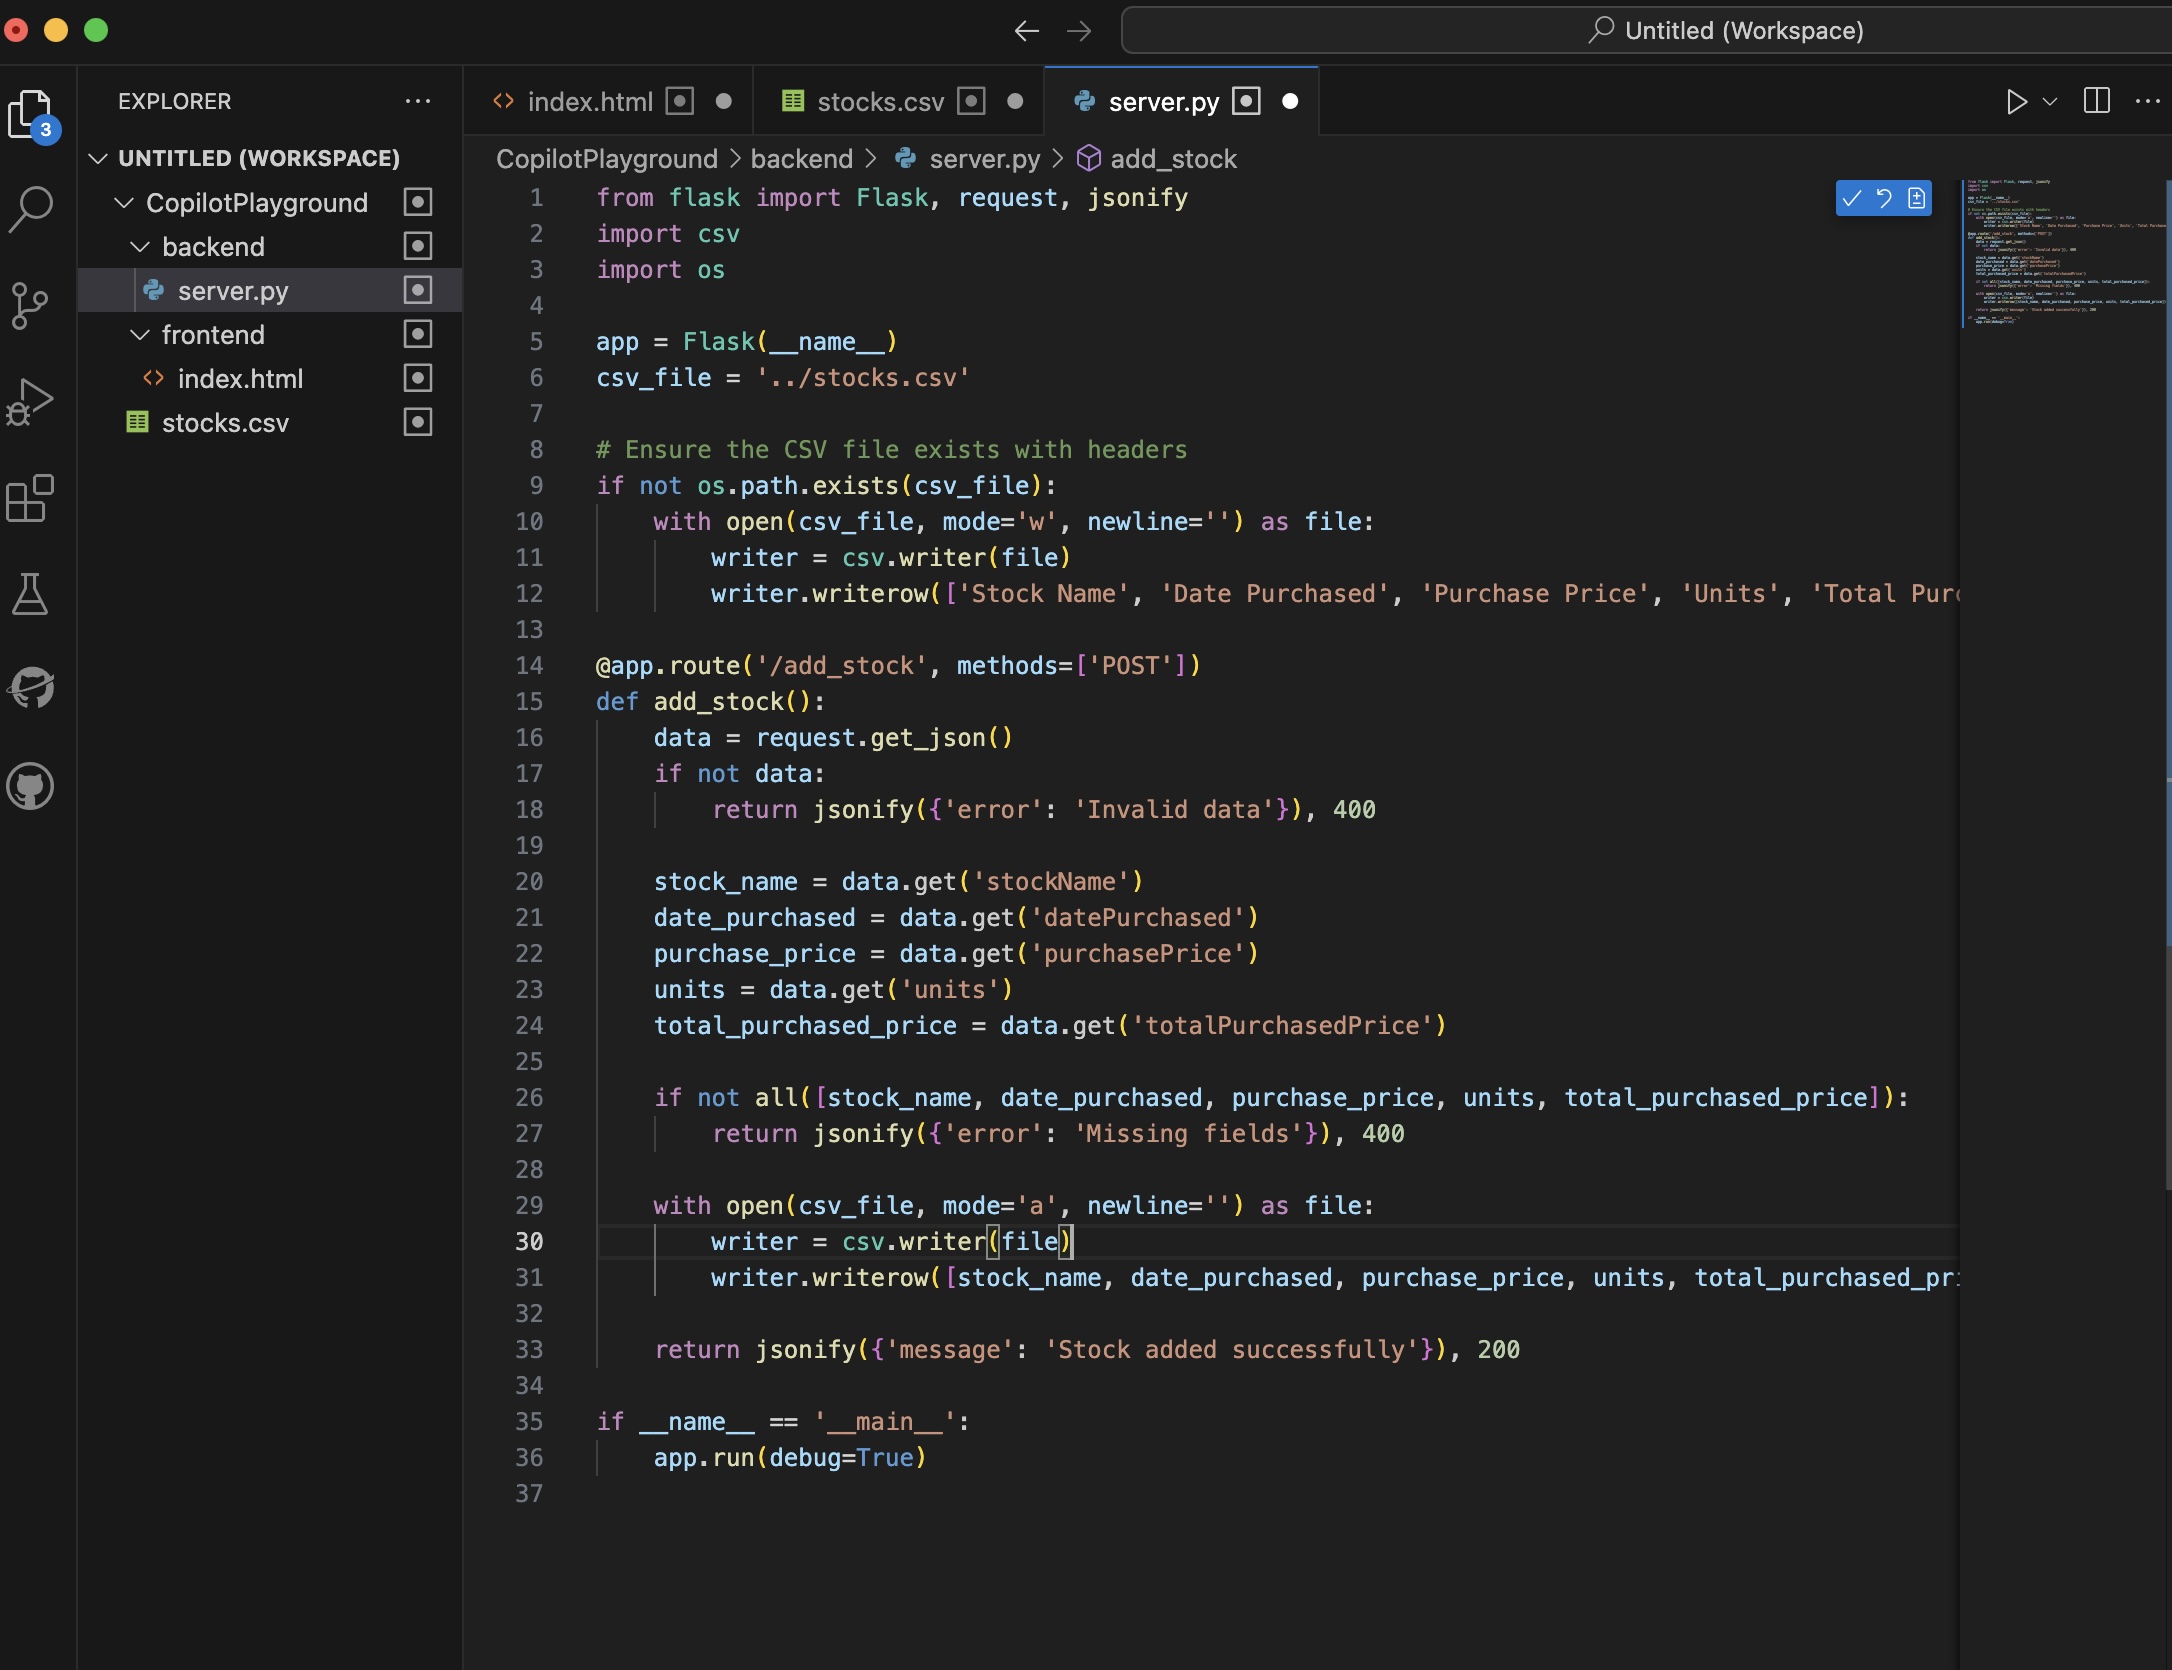 Untitled (Workspace)
EXPLORER
index.html
stocks.csv
server.py
3
UNTITLED (WORKSPACE)
CopilotPlayground
backend
server.py
frontend
index.html
stocks.csv
CopilotPlayground > backend > server.py > add_stock
1 from flask import Flask, request, jsonify
2 import csv
3 import os
4
5 app = Flask(__name__)
6 csv_file = '../stocks.csv'
7
8 # Ensure the CSV file exists with headers
9 if not os.path.exists(csv_file):
10     with open(csv_file, mode='w', newline='') as file:
11         writer = csv.writer(file)
12         writer.writerow(['Stock Name', 'Date Purchased', 'Purchase Price', 'Units', 'Total Purc
13
14 @app.route('/add_stock', methods=['POST'])
15 def add_stock():
16     data = request.get_json()
17     if not data:
18         return jsonify({'error': 'Invalid data'}), 400
19
20     stock_name = data.get('stockName')
21     date_purchased = data.get('datePurchased')
22     purchase_price = data.get('purchasePrice')
23     units = data.get('units')
24     total_purchased_price = data.get('totalPurchasedPrice')
25
26     if not all([stock_name, date_purchased, purchase_price, units, total_purchased_price]):
27         return jsonify({'error': 'Missing fields'}), 400
28
29     with open(csv_file, mode='a', newline='') as file:
30         writer = csv.writer(file)
31         writer.writerow([stock_name, date_purchased, purchase_price, units, total_purchased_pri
32
33     return jsonify({'message': 'Stock added successfully'}), 200
34
35 if __name__ == '__main__':
36     app.run(debug=True)
37